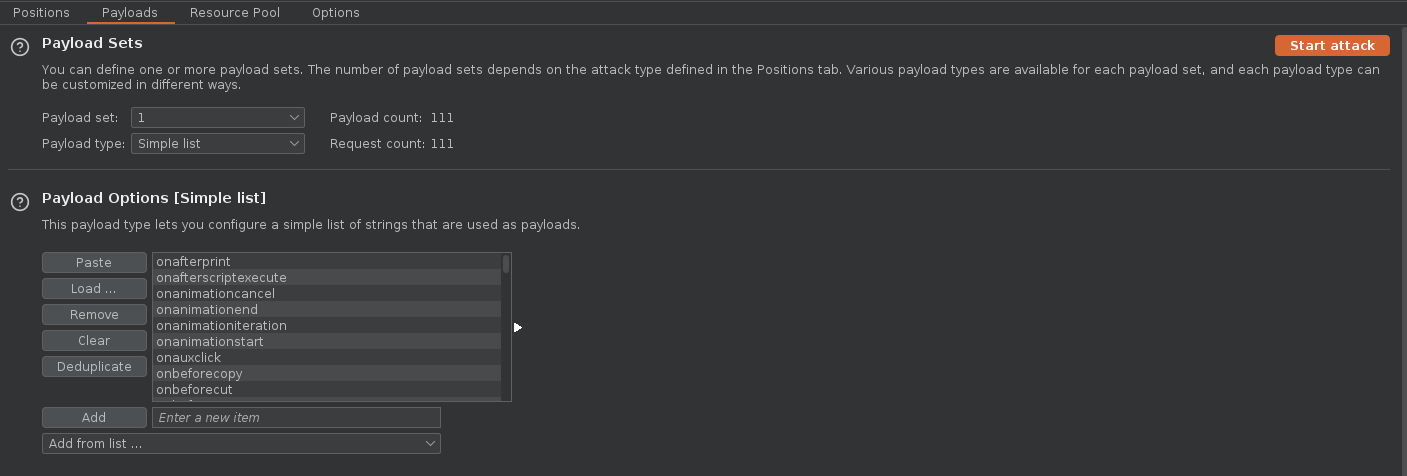 Positions Payloads Resource Pool Options
Payload Sets
Start attack
You can define one or more payload sets. The number of payload sets depends on the attack type defined in the Positions tab. Various payload types are available for each payload set, and each payload type can
be customized in different ways.
Payload set: 1 Payload count: 111
Payload type: Simple list Request count: 111
Payload Options [Simple list]
This payload type lets you configure a simple list of strings that are used as payloads.
Paste
Load ...
Remove
Clear
Deduplicate
onafterprint
onafterscriptexecute
onanimationcancel
onanimationend
onanimationiteration
onanimationstart
onauxclick
onbeforecopy
onbeforecut
Add Enter a new item
Add from list ...